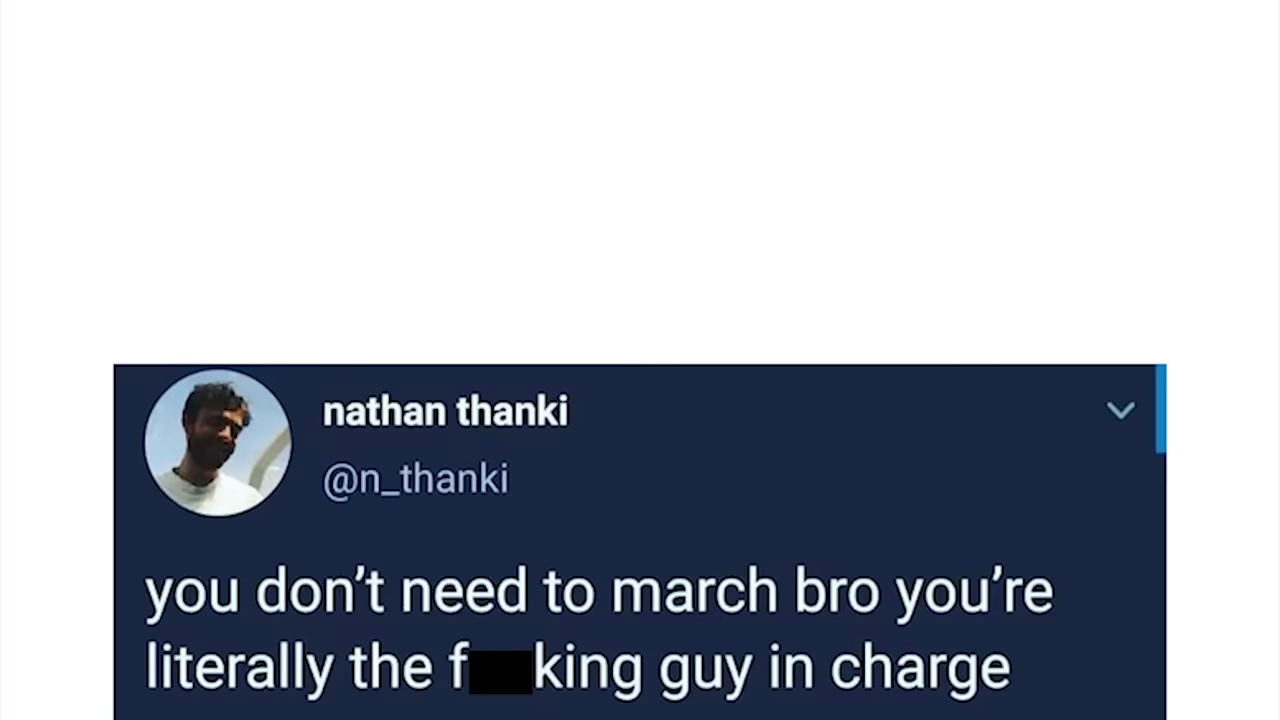 nathan thanki
@n_thanki
you don’t need to march bro you’re
literally the f king guy in charge